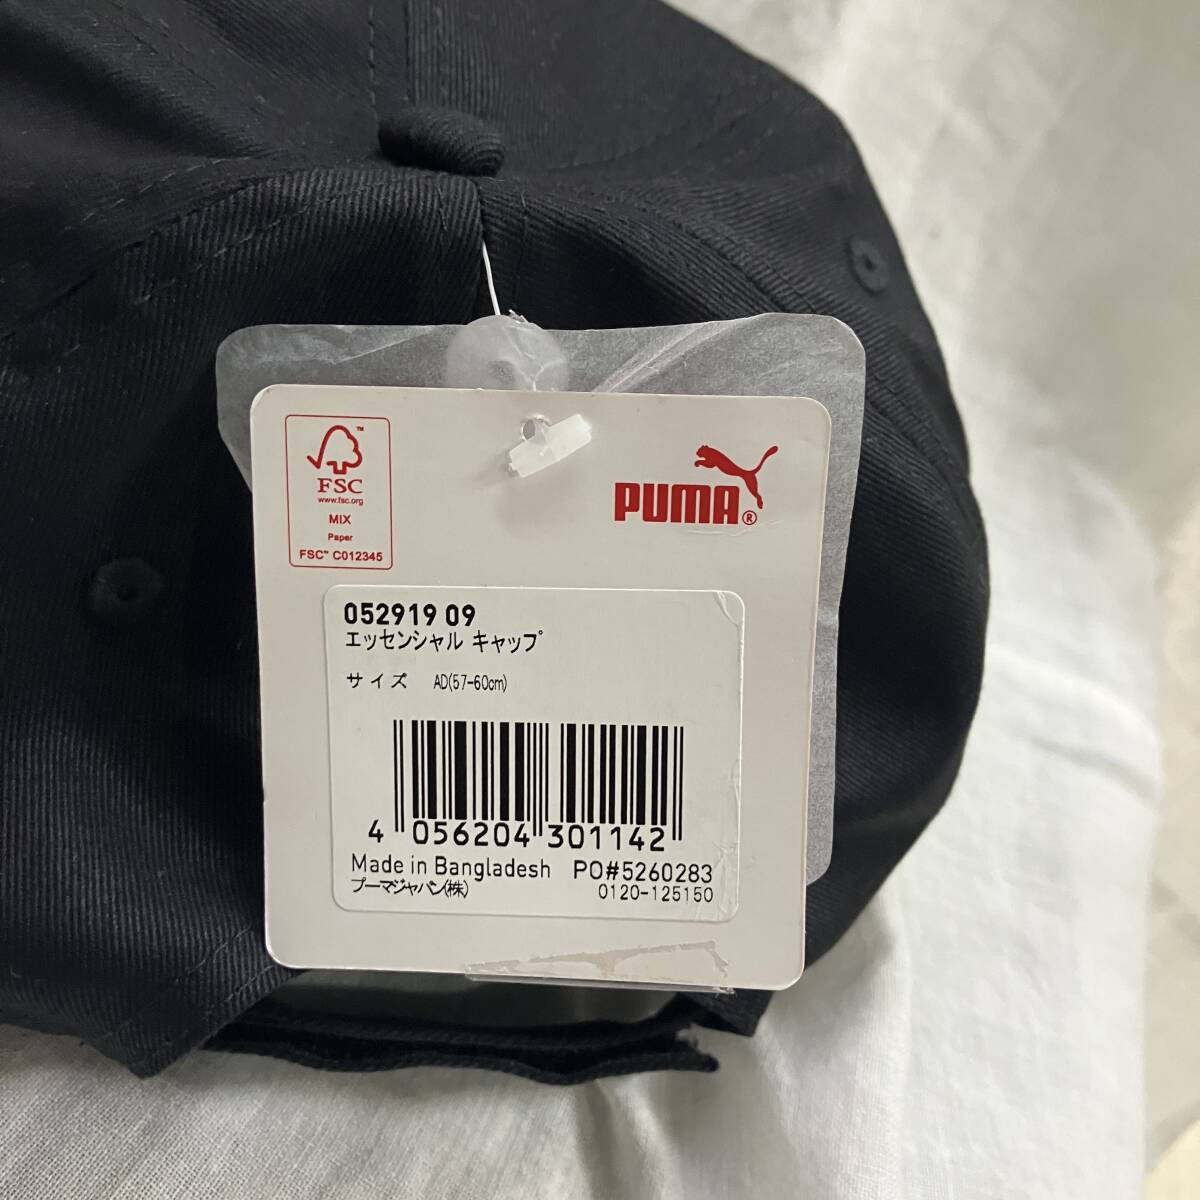 FSC
www.fsc.org
MIX
Paper
FSC™ C012345
PUMA®
052919 09
エッセンシャル キャップ
サイズ AD(57-60cm)
4 056204 301142
Made in Bangladesh PO#5260283
プーマジャパン(株) 0120-125150